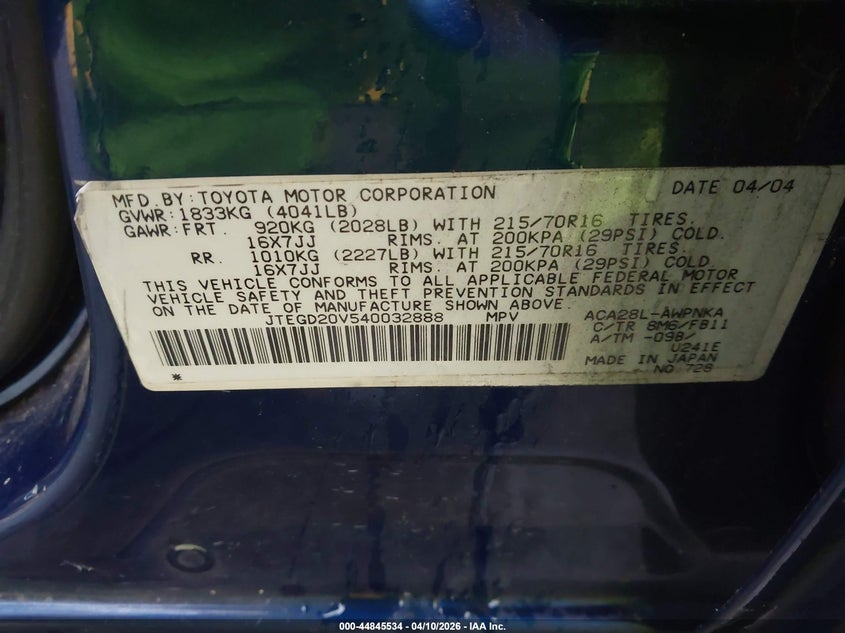 MFD.BY:TOYOTA MOTOR CORPORATION DATE 04/04
GVWR:1833KG (4041LB)
GAWR:FRT. 920KG (2028LB) WITH 215/70R16 TIRES.
16X7JJ RIMS. AT 200KPA (29PSI) COLD.
RR. 1010KG (2227LB) WITH 215/70R16 TIRES.
16X7JJ RIMS. AT 200KPA (29PSI) COLD.
THIS VEHICLE CONFORMS TO ALL APPLICABLE FEDERAL MOTOR
VEHICLE SAFETY AND THEFT PREVENTION STANDARDS IN EFFECT
ON THE DATE OF MANUFACTURE SHOWN ABOVE.
JTEGD20V540032888 MPV ACA28L-AWPNKA
C/TR 8M6/FB11
A/TM -09B/
U241E
MADE IN JAPAN
NO 728
*
000-44845534 - 04/10/2026 - IAA Inc.